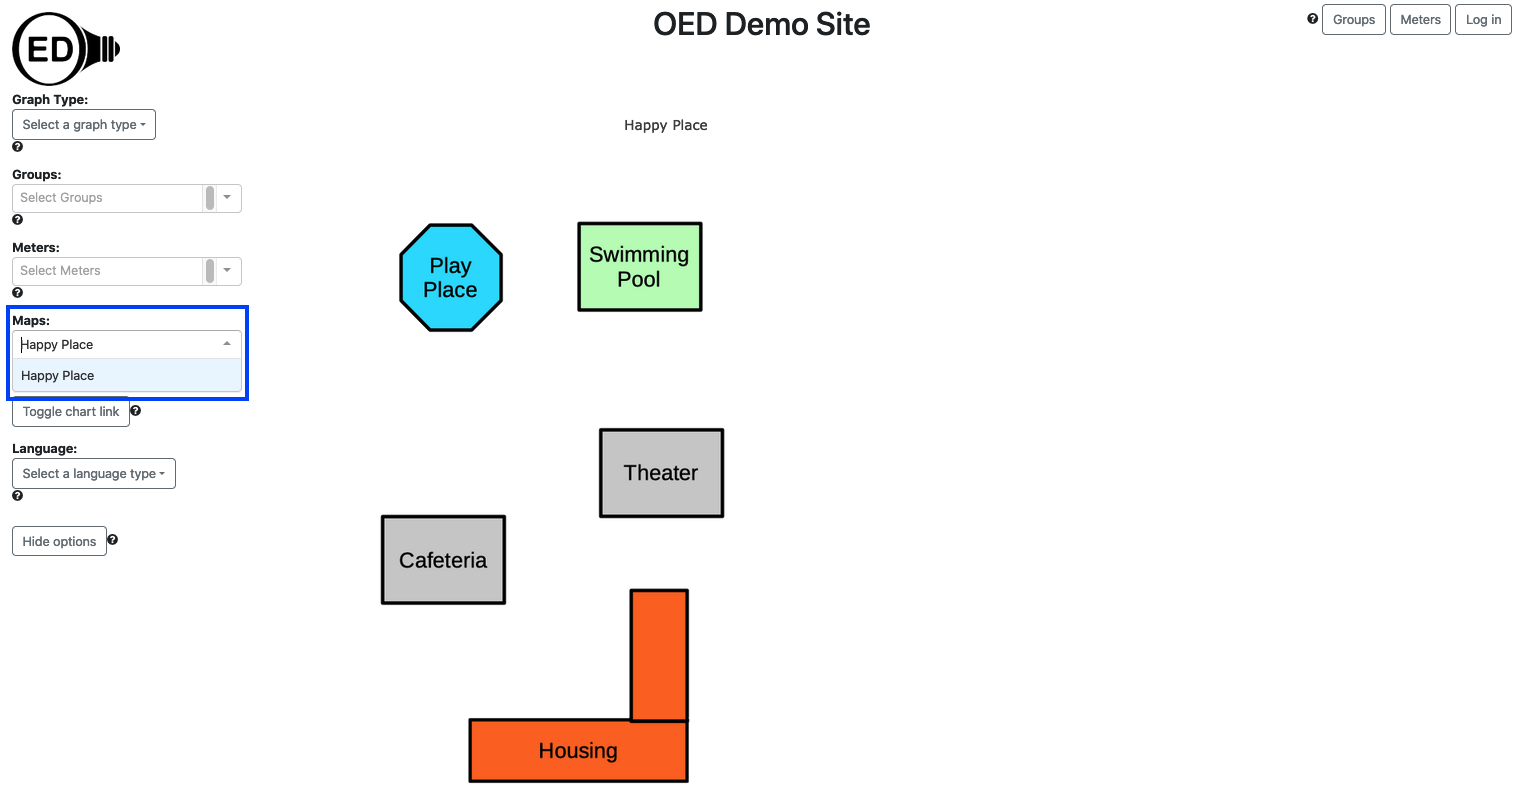 OED Demo Site
Groups
Meters
Log in
ED
Graph Type:
Select a graph type
Groups:
Select Groups
Meters:
Select Meters
Maps:
Happy Place
Happy Place
Toggle chart link
Language:
Select a language type
Hide options
Happy Place
Play
Place
Swimming
Pool
Theater
Cafeteria
Housing